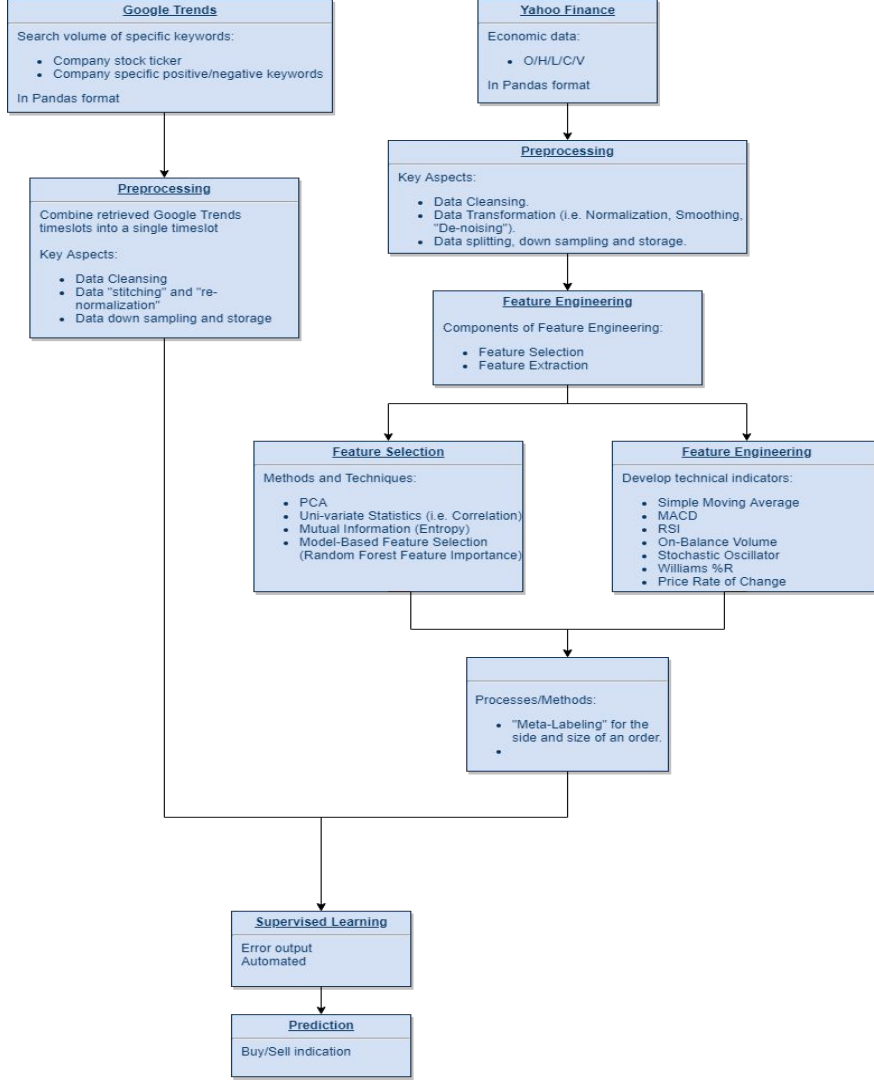 Google Trends
Search volume of specific keywords:
• Company stock ticker
• Company specific positive/negative keywords
In Pandas format
Yahoo Finance
Economic data:
• O/H/L/C/V
In Pandas format
Preprocessing
Combine retrieved Google Trends
timeslots into a single timeslot
Key Aspects:
• Data Cleansing
• Data "stitching" and "re-
normalization"
• Data down sampling and storage
Preprocessing
Key Aspects:
• Data Cleansing.
• Data Transformation (i.e. Normalization, Smoothing,
"De-noising").
• Data splitting, down sampling and storage.
Feature Engineering
Components of Feature Engineering:
• Feature Selection
• Feature Extraction
Feature Selection
Methods and Techniques:
• PCA
• Uni-variate Statistics (i.e. Correlation)
• Mutual Information (Entropy)
• Model-Based Feature Selection
(Random Forest Feature Importance)
Feature Engineering
Develop technical indicators:
• Simple Moving Average
• MACD
• RSI
• On-Balance Volume
• Stochastic Oscillator
• Williams %R
• Price Rate of Change
Processes/Methods:
• "Meta-Labeling" for the
side and size of an order.
•
Supervised Learning
Error output
Automated
Prediction
Buy/Sell indication